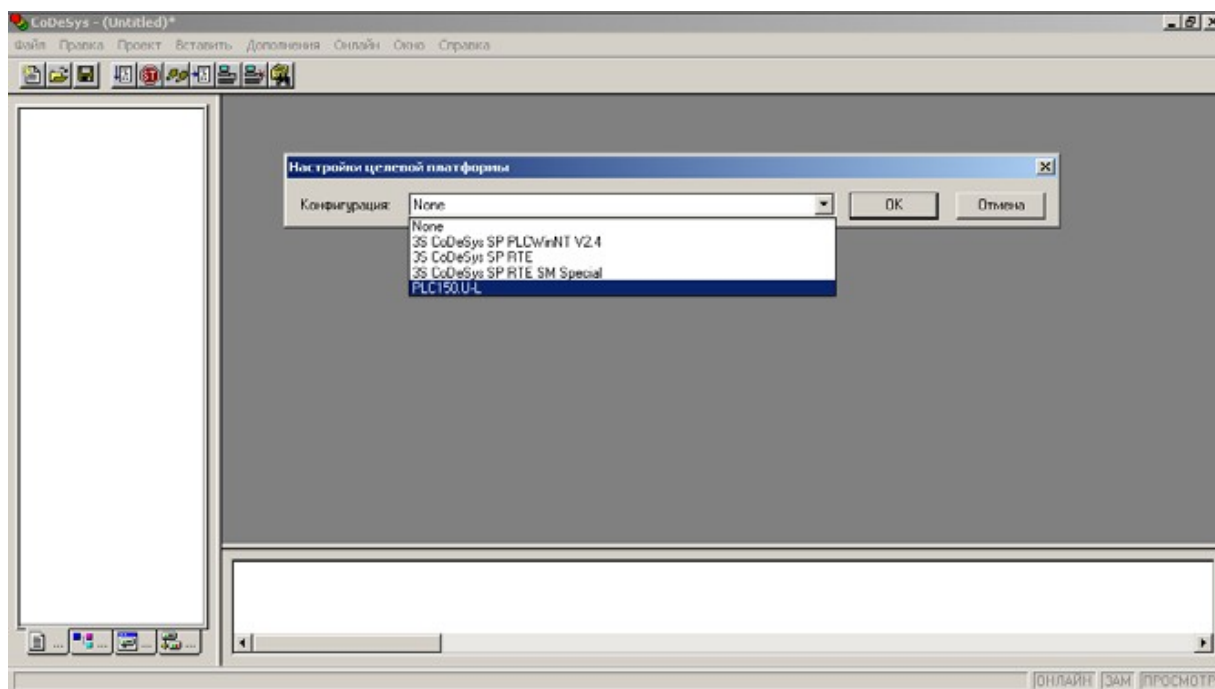 CoDeSys - (Untitled)*
Файл Правка Проект Вставить Дополнения Онлайн Окно Справка
Настройки целевой платформы
Конфигурация: None OK Отмена
None
3S CoDeSys SP PLCWinNT V2.4
3S CoDeSys SP RTE
3S CoDeSys SP RTE SM Special
PLC150.U-L
... ... ... ...
ОНЛАЙН ЗАМ ПРОСМОТР